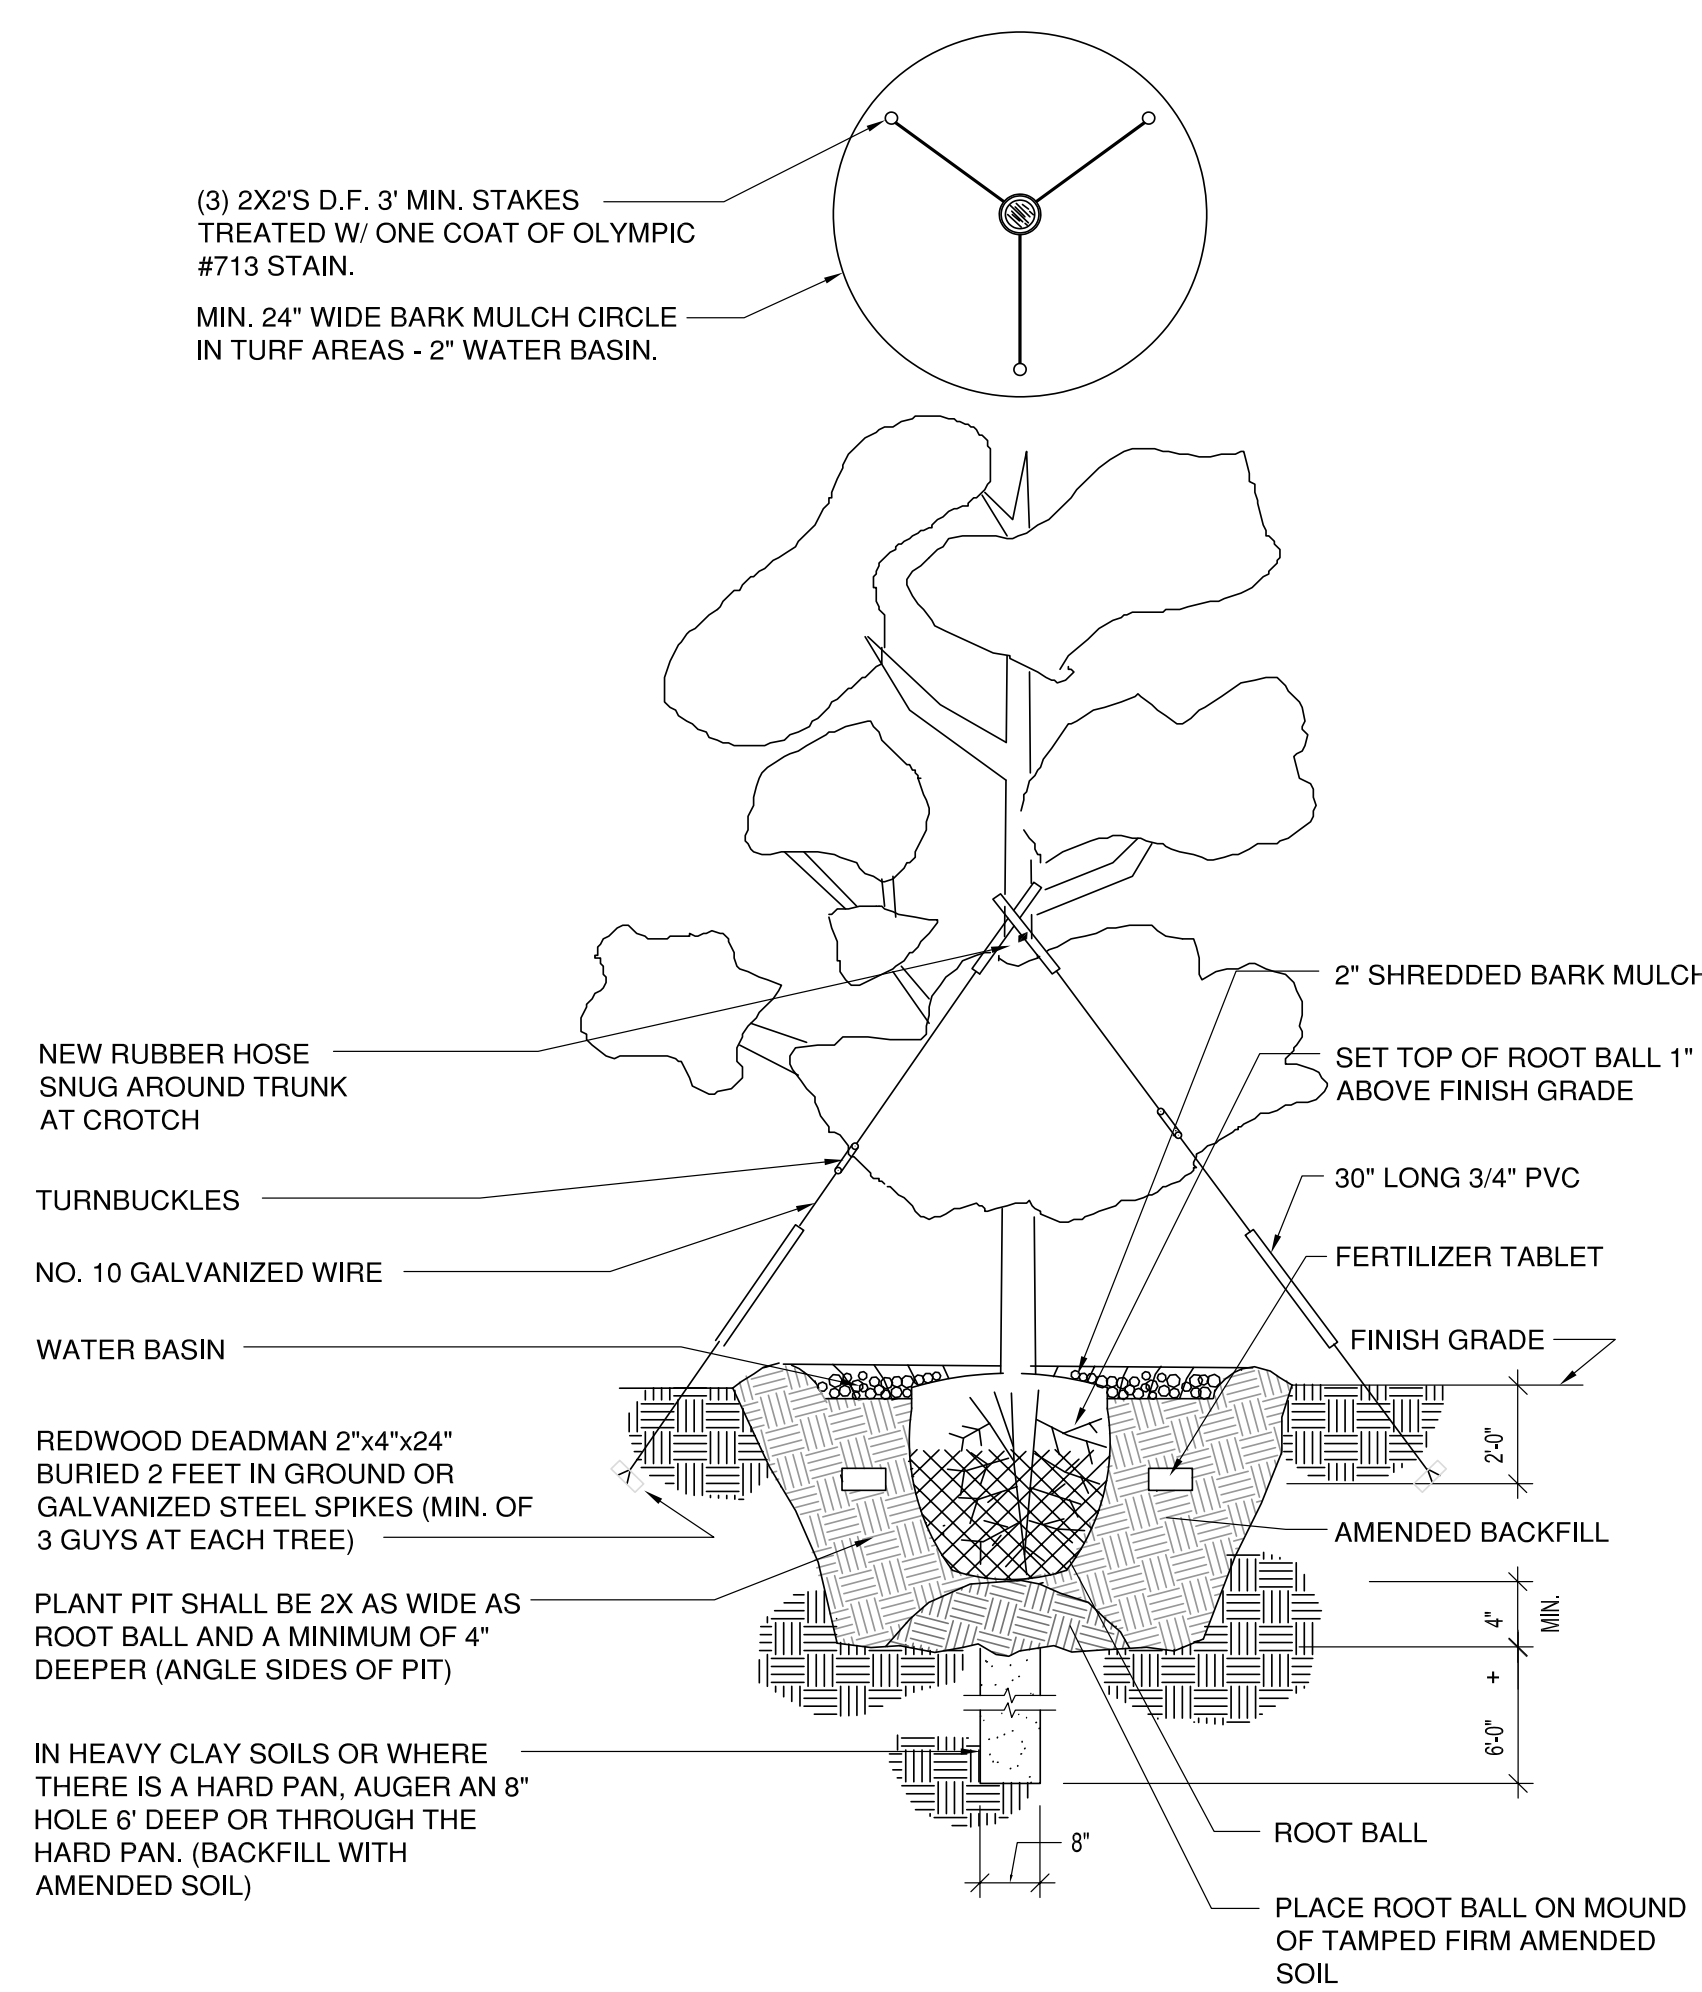 (3) 2X2'S D.F. 3' MIN. STAKES
TREATED W/ ONE COAT OF OLYMPIC
#713 STAIN.
MIN. 24" WIDE BARK MULCH CIRCLE
IN TURF AREAS - 2" WATER BASIN.
NEW RUBBER HOSE
SNUG AROUND TRUNK
AT CROTCH
TURNBUCKLES
NO. 10 GALVANIZED WIRE
WATER BASIN
REDWOOD DEADMAN 2"x4"x24"
BURIED 2 FEET IN GROUND OR
GALVANIZED STEEL SPIKES (MIN. OF
3 GUYS AT EACH TREE)
PLANT PIT SHALL BE 2X AS WIDE AS
ROOT BALL AND A MINIMUM OF 4"
DEEPER (ANGLE SIDES OF PIT)
IN HEAVY CLAY SOILS OR WHERE
THERE IS A HARD PAN, AUGER AN 8"
HOLE 6' DEEP OR THROUGH THE
HARD PAN. (BACKFILL WITH
AMENDED SOIL)
2" SHREDDED BARK MULCH
SET TOP OF ROOT BALL 1"
ABOVE FINISH GRADE
30" LONG 3/4" PVC
FERTILIZER TABLET
FINISH GRADE
2'-0"
AMENDED BACKFILL
4"
MIN.
6'-0" +
8"
ROOT BALL
PLACE ROOT BALL ON MOUND
OF TAMPED FIRM AMENDED
SOIL